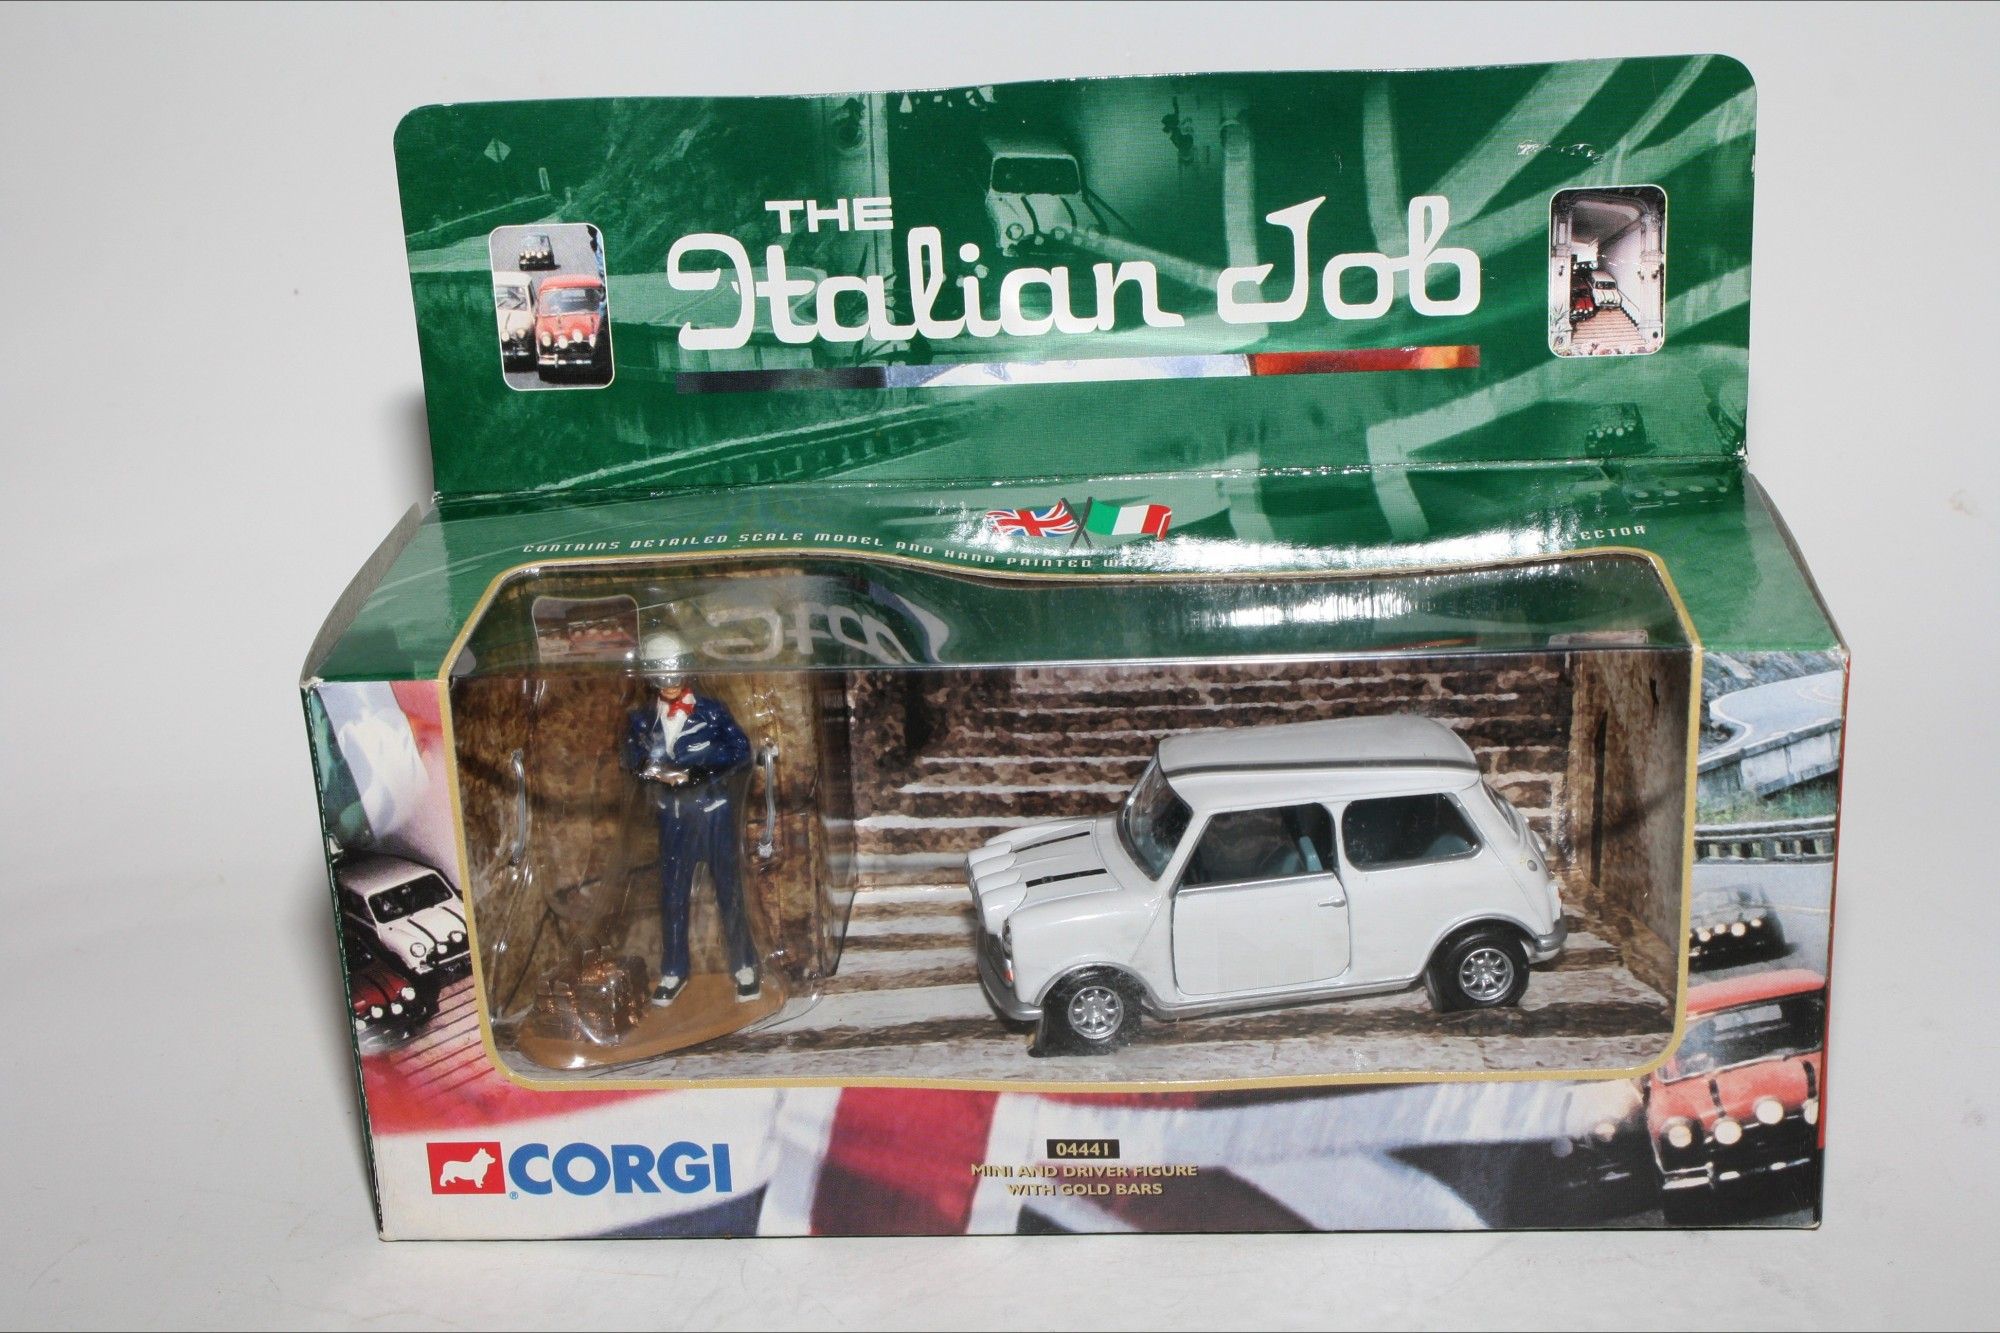 THE
Italian Job
CONTAINS DETAILED SCALE MODEL AND HAND PAINTED
CORGI
04441
MINI AND DRIVER FIGURE
WITH GOLD BARS